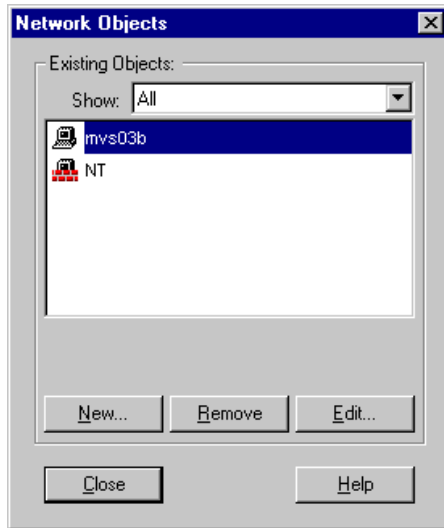 Network Objects
Existing Objects:
Show: All
mvs03b
NT
New... Remove Edit...
Close Help